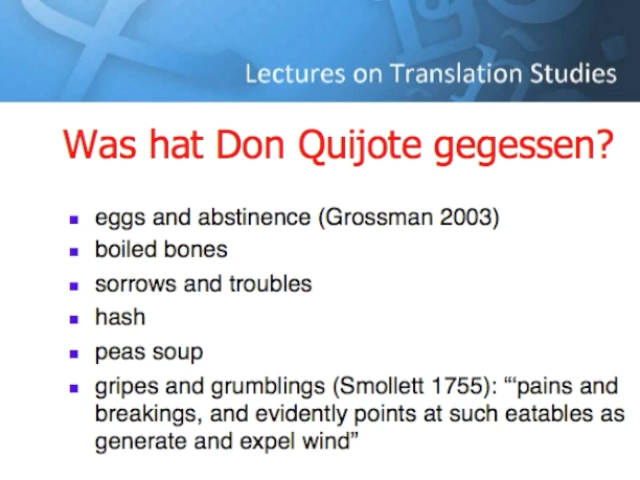 Lectures on Translation Studies
Was hat Don Quijote gegessen?
eggs and abstinence (Grossman 2003)
boiled bones
sorrows and troubles
hash
peas soup
gripes and grumblings (Smollett 1755): “‘pains and
breakings, and evidently points at such eatables as
generate and expel wind”